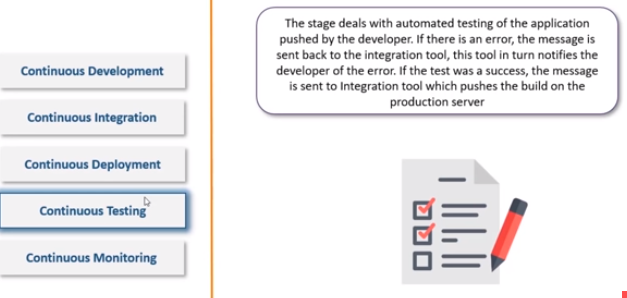 The stage deals with automated testing of the application
pushed by the developer. If there is an error, the message is
sent back to the integration tool, this tool in turn notifies the
developer of the error. If the test was a success, the message
is sent to Integration tool which pushes the build on the
production server
Continuous Development
Continuous Integration
Continuous Deployment
Continuous Testing
Continuous Monitoring